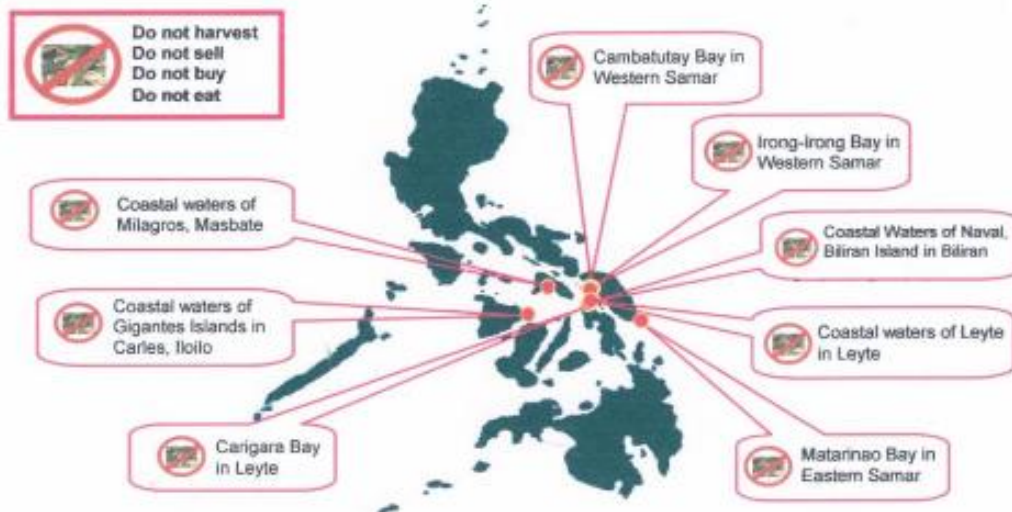 Do not harvest
Do not sell
Do not buy
Do not eat
Cambatutay Bay in
Western Samar
Irong-Irong Bay in
Western Samar
Coastal waters of
Milagros, Masbate
Coastal Waters of Naval,
Biliran Island in Biliran
Coastal waters of
Gigantes Islands in
Carles, Iloilo
Coastal waters of Leyte
in Leyte
Carigara Bay
in Leyte
Matarinao Bay in
Eastern Samar